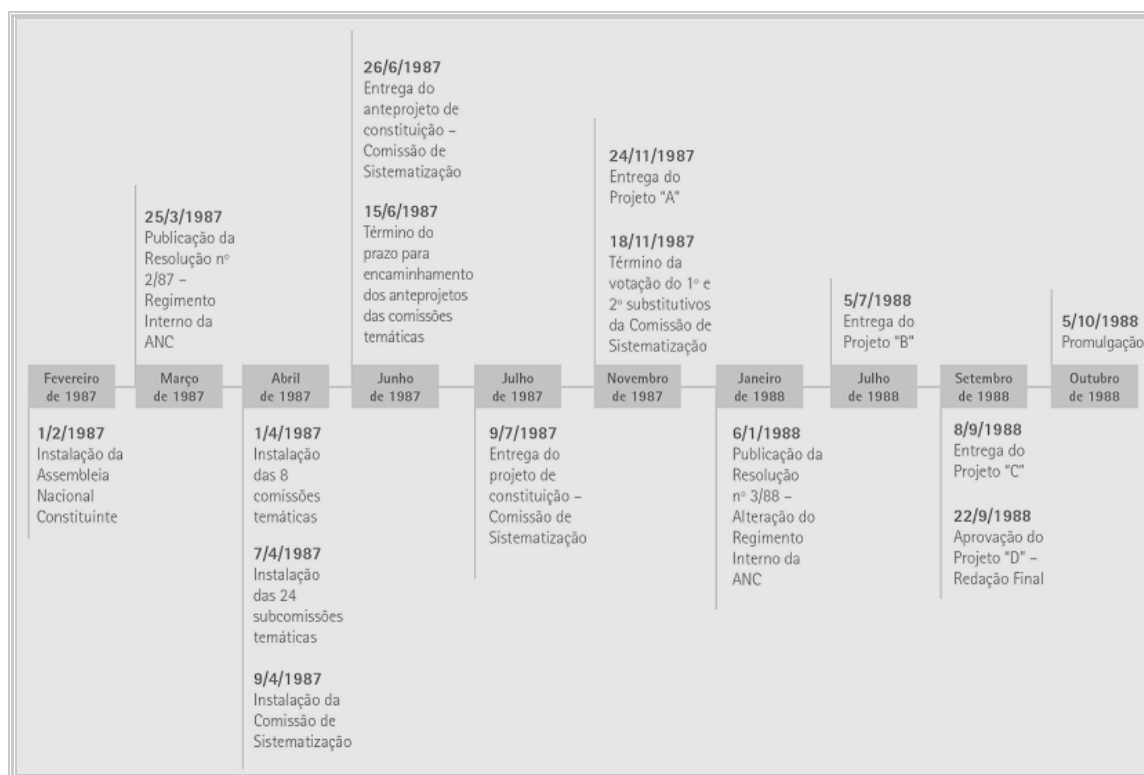 26/6/1987
Entrega do
anteprojeto de
constituição –
Comissão de
Sistematização
15/6/1987
Término do
prazo para
encaminhamento
dos anteprojetos
das comissões
temáticas
24/11/1987
Entrega do
Projeto "A"
18/11/1987
Término da
votação do 1º e
2º substitutivos
da Comissão de
Sistematização
25/3/1987
Publicação da
Resolução nº
2/87 –
Regimento
Interno da
ANC
5/7/1988
Entrega do
Projeto "B"
5/10/1988
Promulgação
Fevereiro
de 1987
Março
de 1987
Abril
de 1987
Junho
de 1987
Julho
de 1987
Novembro
de 1987
Janeiro
de 1988
Julho
de 1988
Setembro
de 1988
Outubro
de 1988
1/2/1987
Instalação da
Assembleia
Nacional
Constituinte
1/4/1987
Instalação
das 8
comissões
temáticas
7/4/1987
Instalação
das 24
subcomissões
temáticas
9/4/1987
Instalação da
Comissão de
Sistematização
9/7/1987
Entrega do
projeto de
constituição –
Comissão de
Sistematização
6/1/1988
Publicação da
Resolução
nº 3/88 –
Alteração do
Regimento
Interno da
ANC
8/9/1988
Entrega do
Projeto "C"
22/9/1988
Aprovação do
Projeto "D" –
Redação Final